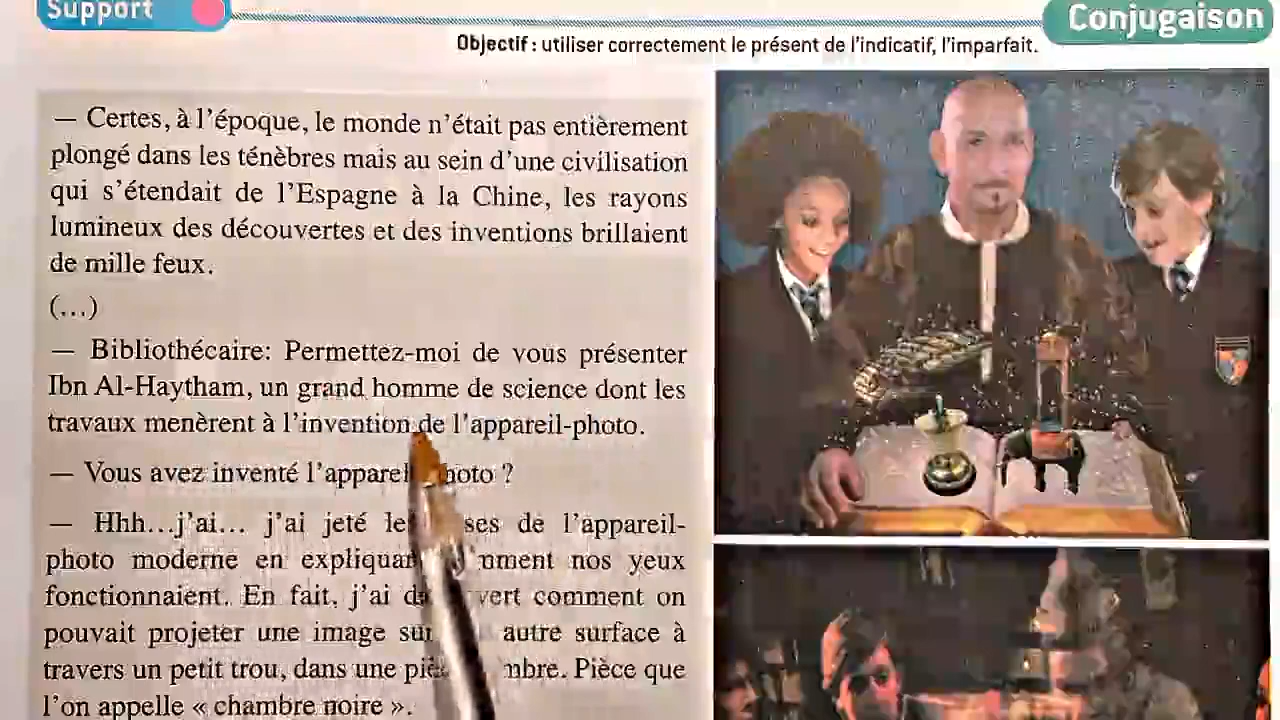 Support
Conjugaison
Objectif : utiliser correctement le présent de l'indicatif, l'imparfait.
— Certes, à l'époque, le monde n'était pas entièrement
plongé dans les ténèbres mais au sein d'une civilisation
qui s'étendait de l'Espagne à la Chine, les rayons
lumineux des découvertes et des inventions brillaient
de mille feux.
(…)
— Bibliothécaire: Permettez-moi de vous présenter
Ibn Al-Haytham, un grand homme de science dont les
travaux menèrent à l'invention de l'appareil-photo.
— Vous avez inventé l'appareil photo ?
— Hhh…j'ai… j'ai jeté de l'appareil-
photo moderne en nos yeux
fonctionnaient. En fait, j'ai comment on
pouvait projeter une image autre surface à
travers un petit trou, dans une Pièce que
l'on appelle « chambre noire ».